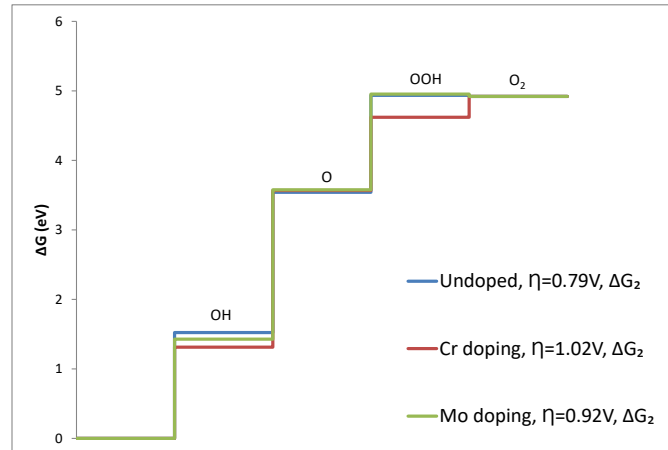 6
5
4
3
2
1
0
ΔG (eV)
OH
O
OOH
O₂
Undoped, Ƞ=0.79V, ΔG₂
Cr doping, Ƞ=1.02V, ΔG₂
Mo doping, Ƞ=0.92V, ΔG₂